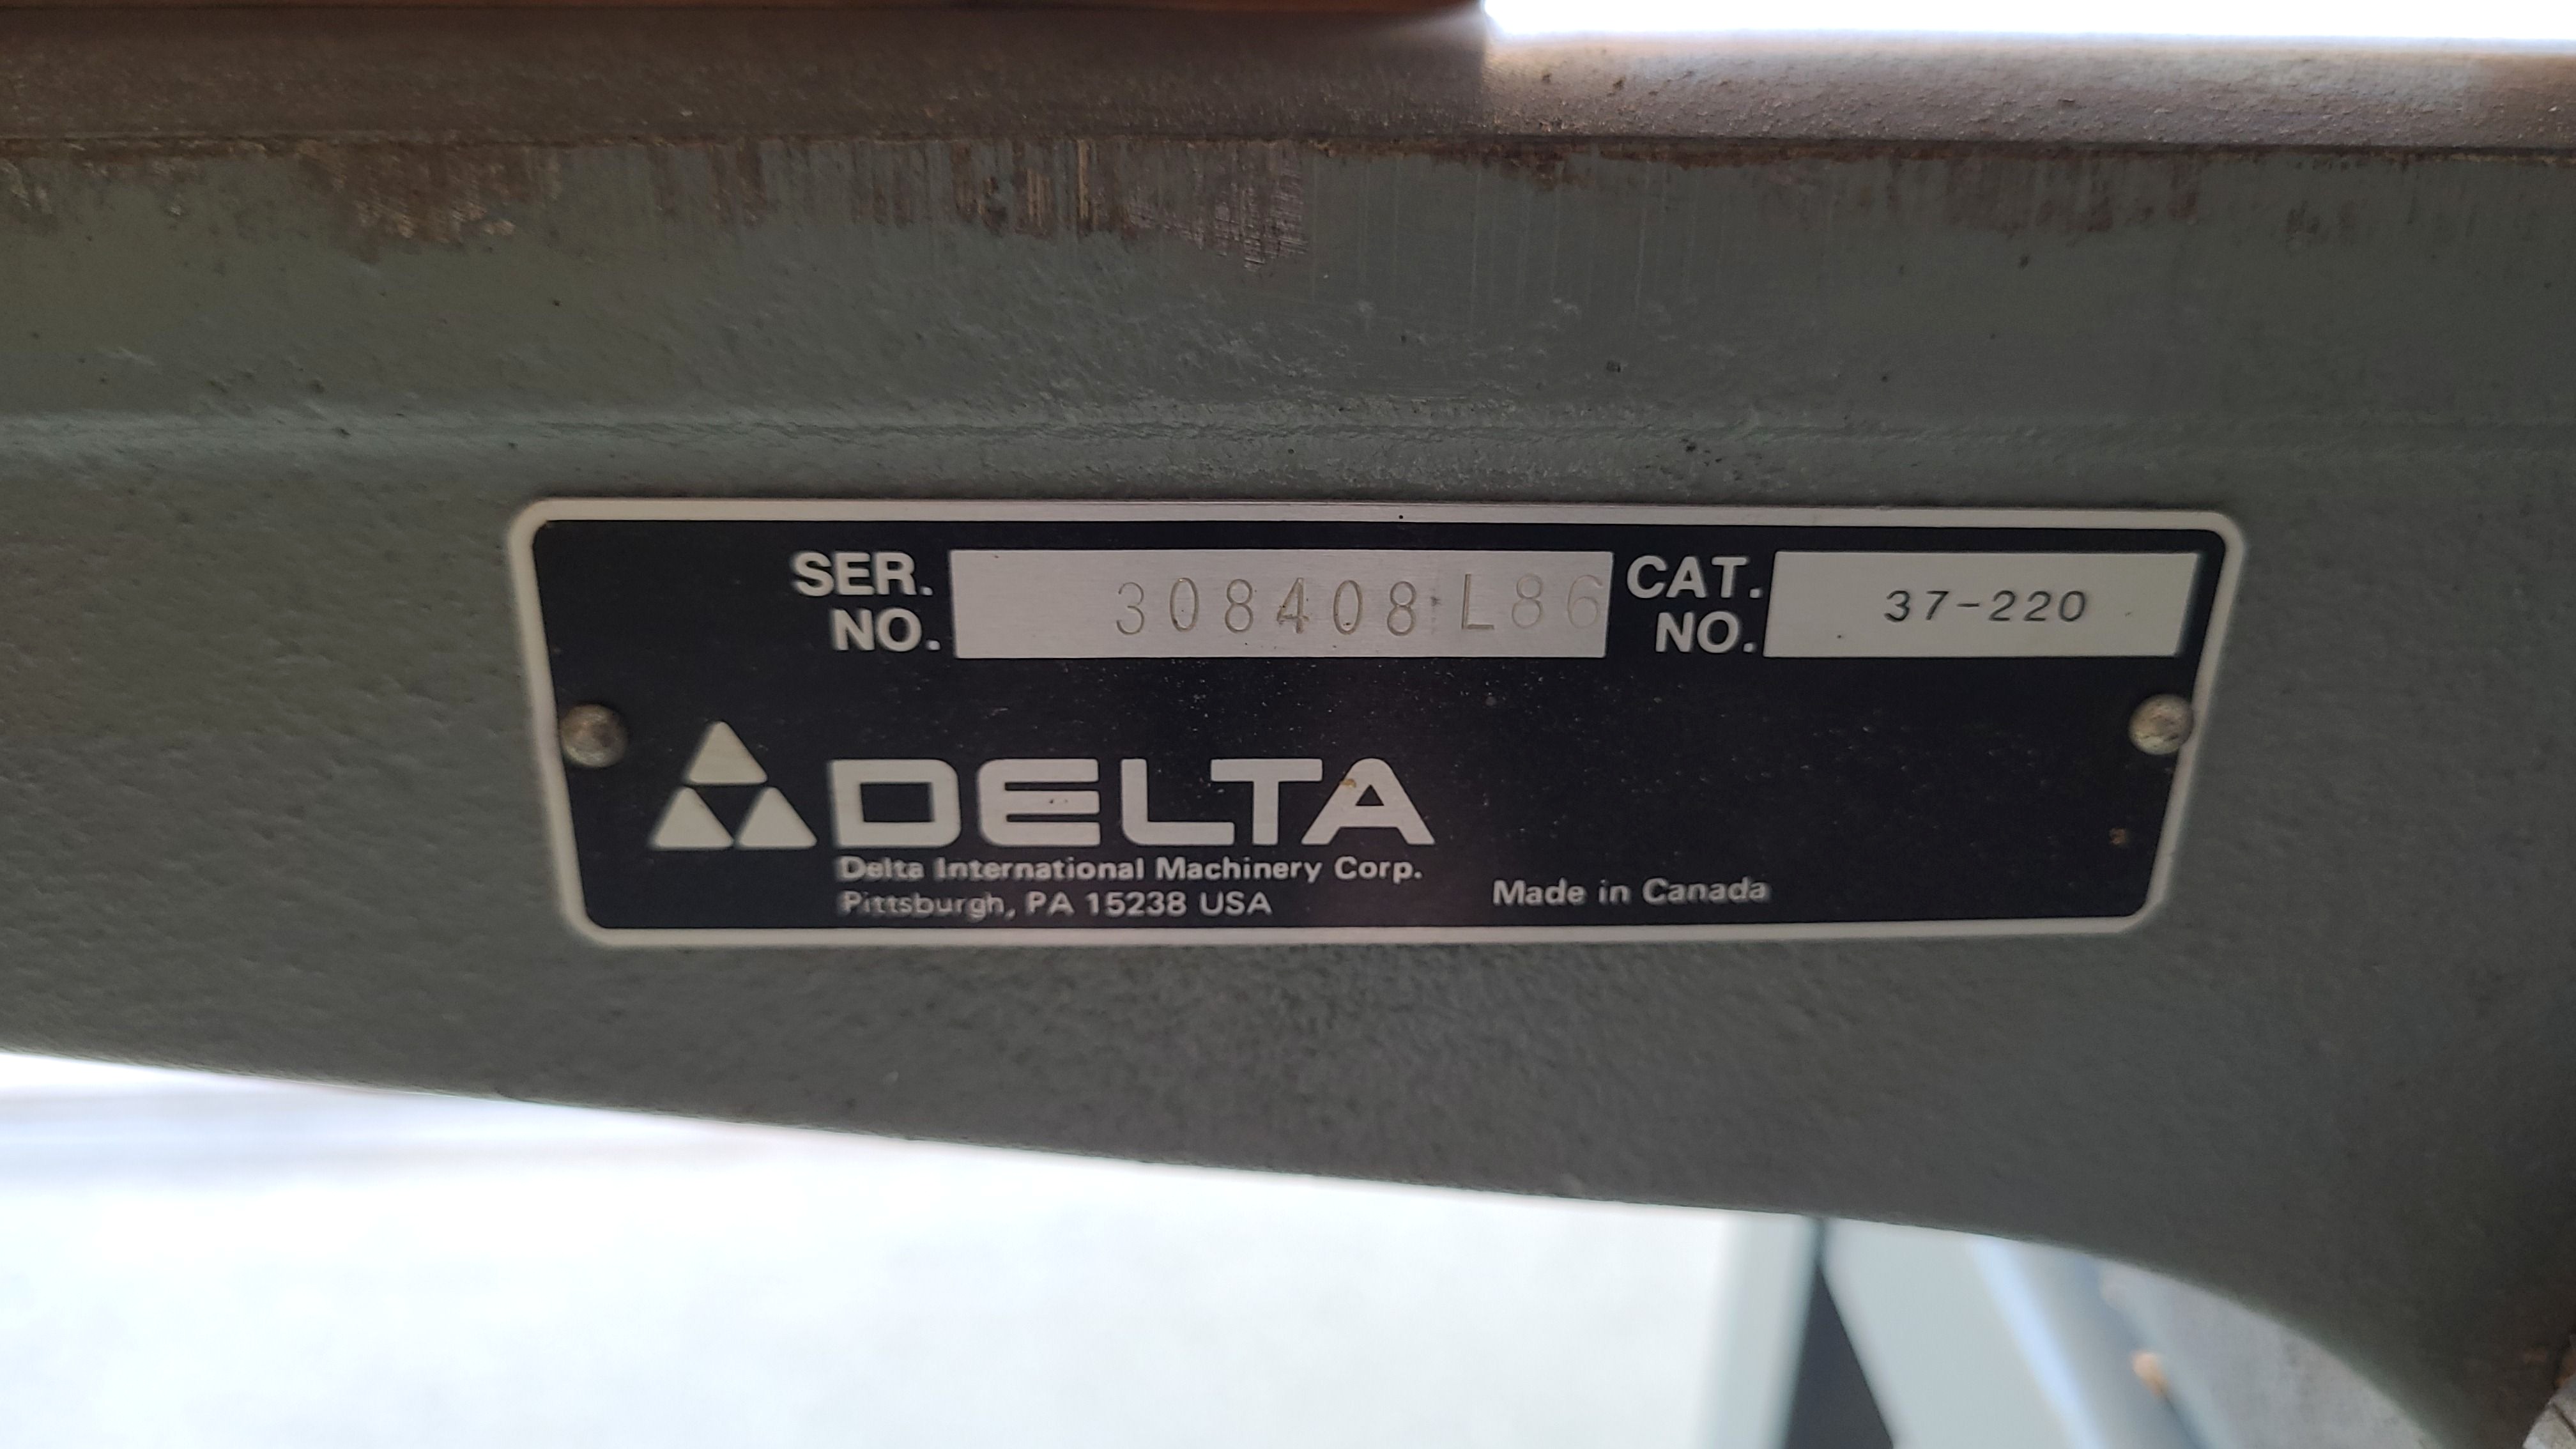 SER. NO. 308408 L86 CAT. NO. 37-220
DELTA
Delta International Machinery Corp.
Pittsburgh, PA 15238 USA
Made in Canada